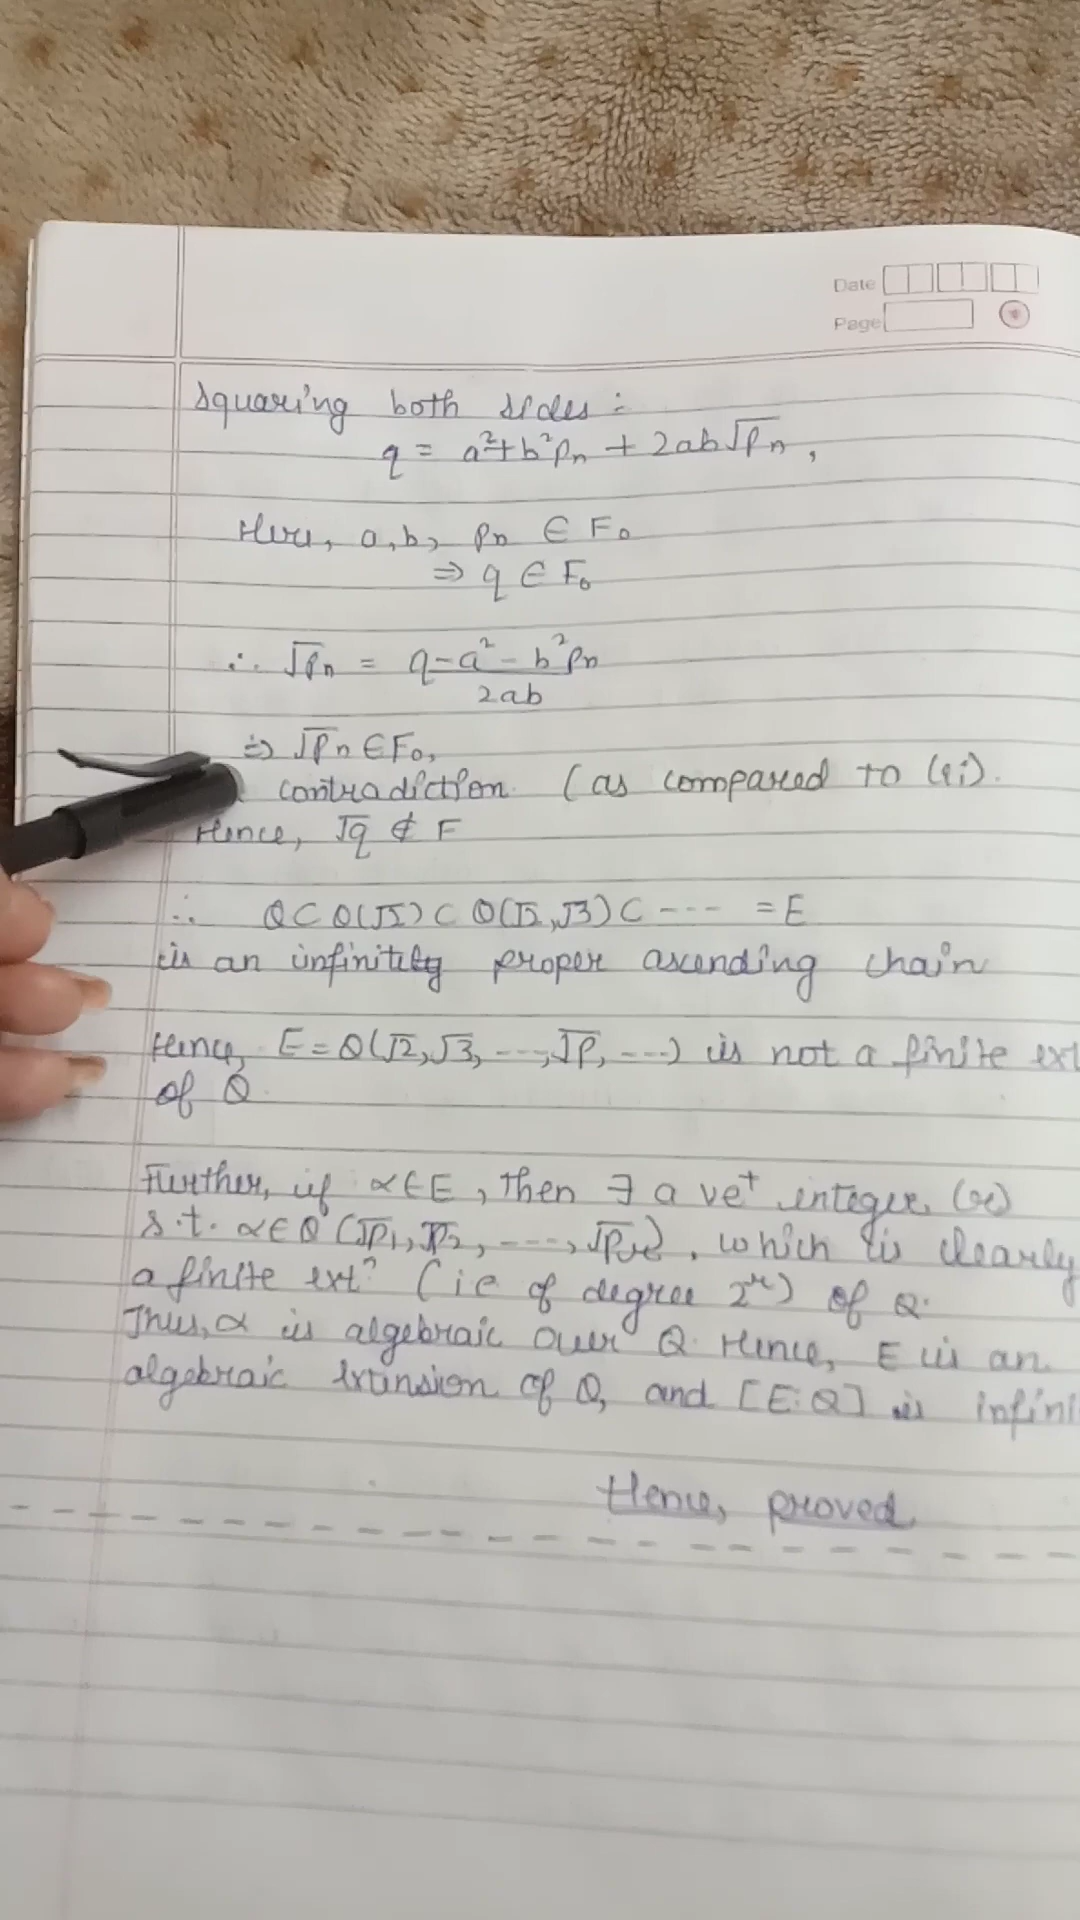 Date
Page
Squaring both sides :
q = a² + b²pn + 2ab√pn ,
Here, a, b, pn ∈ F₀
⇒ q ∈ F₀
∴ √pn = q - a² - b²pn
2ab
⇒ √pn ∈ F₀,
contradiction (as compared to (ii).
Hence, √q ∉ F
∴ Q ⊂ Q(√2) ⊂ Q(√2, √3) ⊂ ---- = E
is an infinitely proper ascending chain
Hence, E = Q(√2, √3, ----, √p, ---) is not a finite ext
of Q.
Further, if α ∈ E, then ∃ a ve⁺ integer (r)
s.t. α ∈ Q (√p₁, √p₂, ----, √pr), which is clearly
a finite extⁿ (i.e of degree 2ʳ) of Q.
Thus, α is algebraic over Q. Hence, E is an
algebraic extension of Q, and [E:Q] is infini
Hence, proved